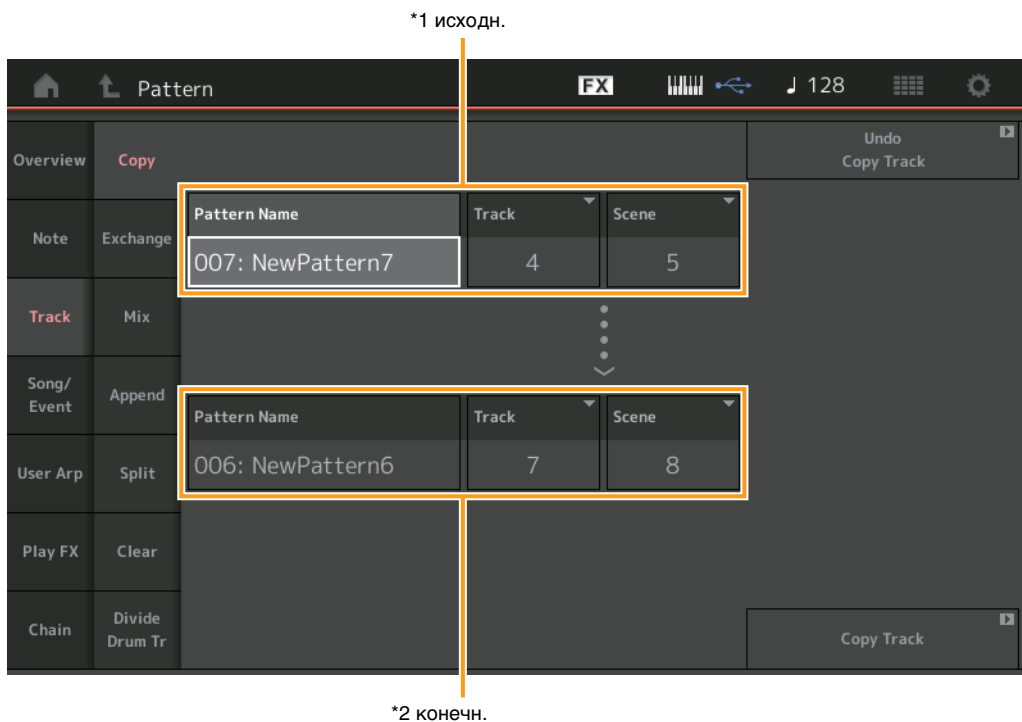 *1 исходн.
Pattern
FX
128
Overview
Copy
Undo
Copy Track
Pattern Name
Track
Scene
Note
Exchange
007: NewPattern7
4
5
Track
Mix
Song/
Event
Append
Pattern Name
Track
Scene
User Arp
Split
006: NewPattern6
7
8
Play FX
Clear
Chain
Divide
Drum Tr
Copy Track
*2 конечн.